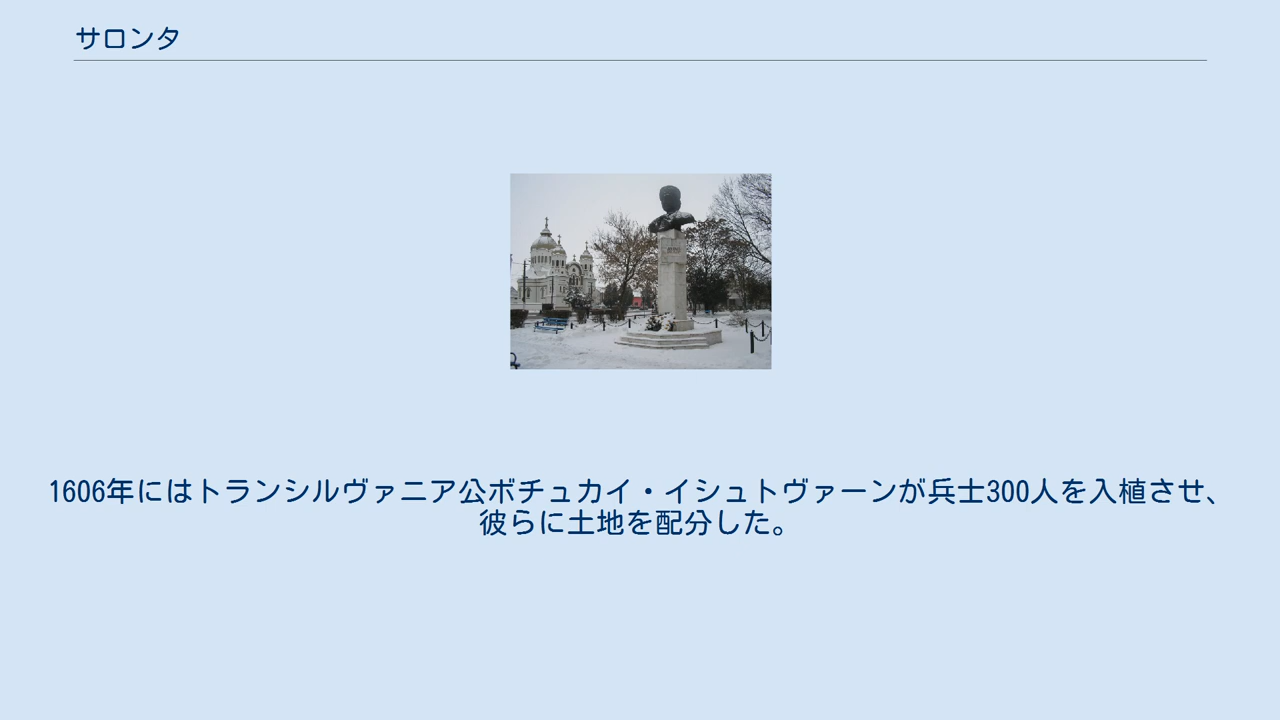 サロンタ
1606年にはトランシルヴァニア公ボチュカイ・イシュトヴァーンが兵士300人を入植させ、
彼らに土地を配分した。